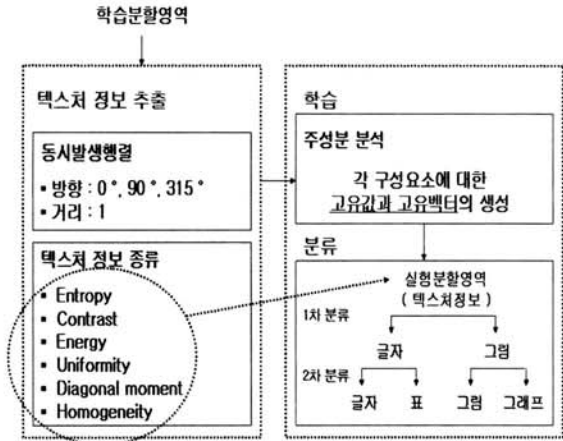 학습분할영역
텍스처 정보 추출
동시발생행렬
▪ 방향 : 0 °, 90 °, 315 °
▪ 거리 : 1
텍스처 정보 종류
▪ Entropy
▪ Contrast
▪ Energy
▪ Uniformity
▪ Diagonal moment
▪ Homogeneity
학습
주성분 분석
각 구성요소에 대한
고유값과 고유벡터의 생성
분류
실험분할영역
( 텍스처정보 )
1차 분류
글자 그림
2차 분류
글자 표 그림 그래프